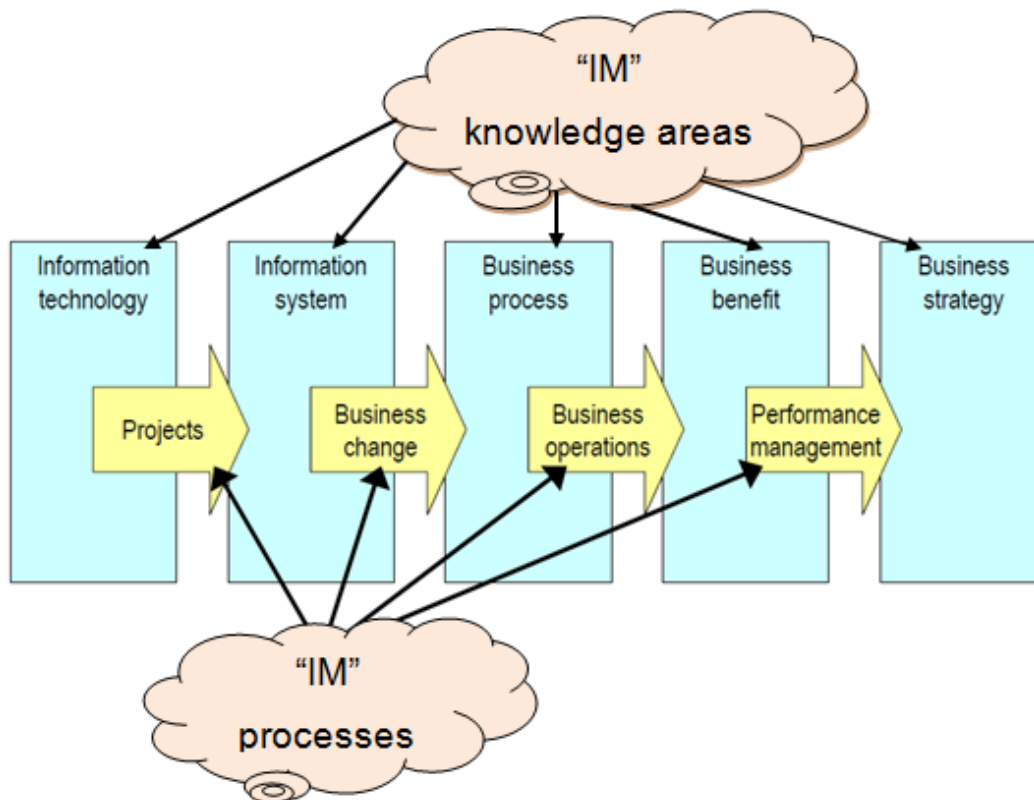 “IM”
knowledge areas
Information
technology
Information
system
Business
process
Business
benefit
Business
strategy
Projects
Business
change
Business
operations
Performance
management
“IM”
processes